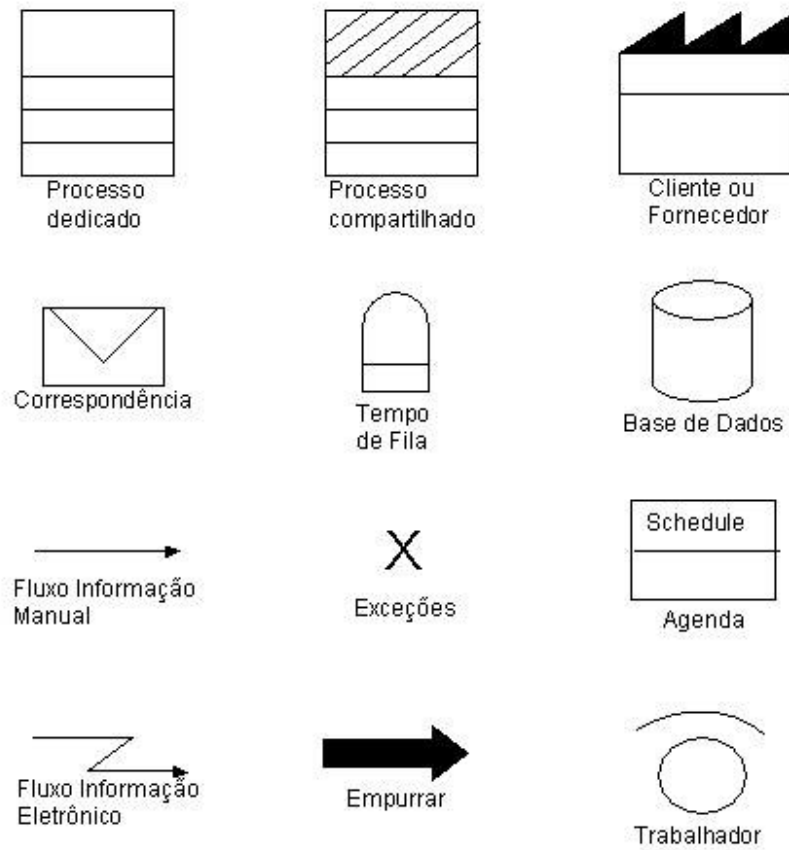 Processo
dedicado
Processo
compartilhado
Cliente ou
Fornecedor
Correspondência
Tempo
de Fila
Base de Dados
Fluxo Informação
Manual
X
Exceções
Schedule
Agenda
Fluxo Informação
Eletrônico
Empurrar
Trabalhador